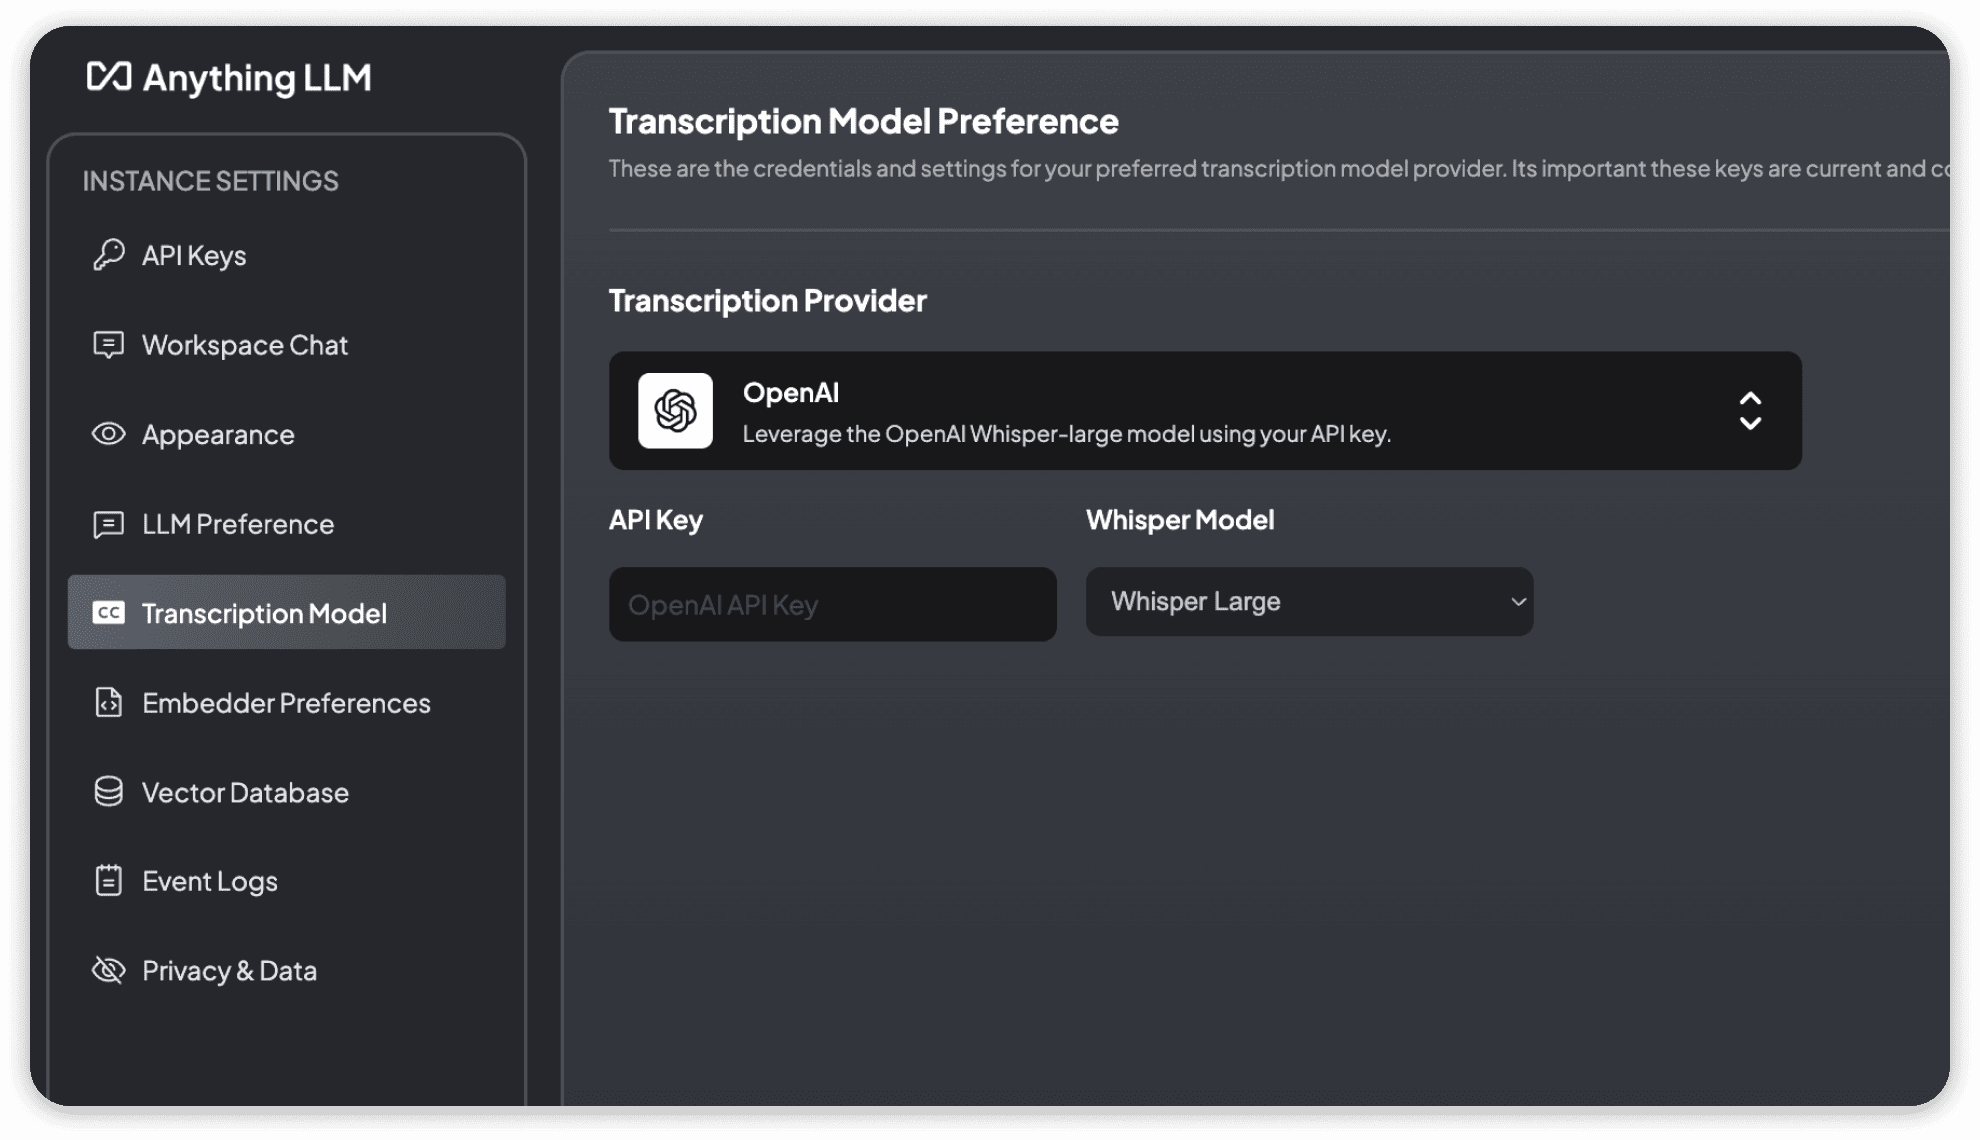 Anything LLM
INSTANCE SETTINGS
API Keys
Workspace Chat
Appearance
LLM Preference
CC Transcription Model
Embedder Preferences
Vector Database
Event Logs
Privacy & Data
Transcription Model Preference
These are the credentials and settings for your preferred transcription model provider. Its important these keys are current and
Transcription Provider
OpenAI
Leverage the OpenAI Whisper-large model using your API key.
API Key
OpenAI API Key
Whisper Model
Whisper Large